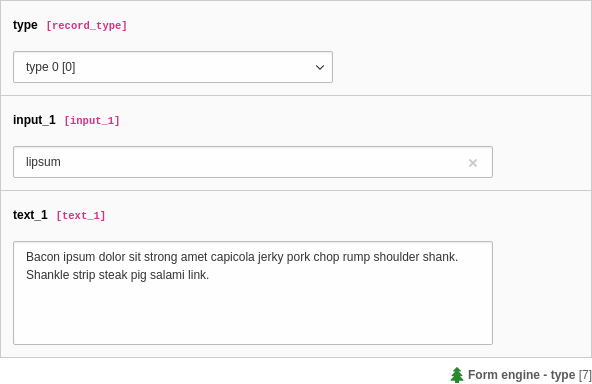 type [record_type]
type 0 [0]
input_1 [input_1]
lipsum
text_1 [text_1]
Bacon ipsum dolor sit strong amet capicola jerky pork chop rump shoulder shank.
Shankle strip steak pig salami link.
Form engine - type [7]